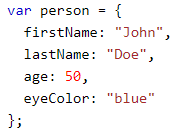 var person = {
  firstName: "John",
  lastName: "Doe",
  age: 50,
  eyeColor: "blue"
};